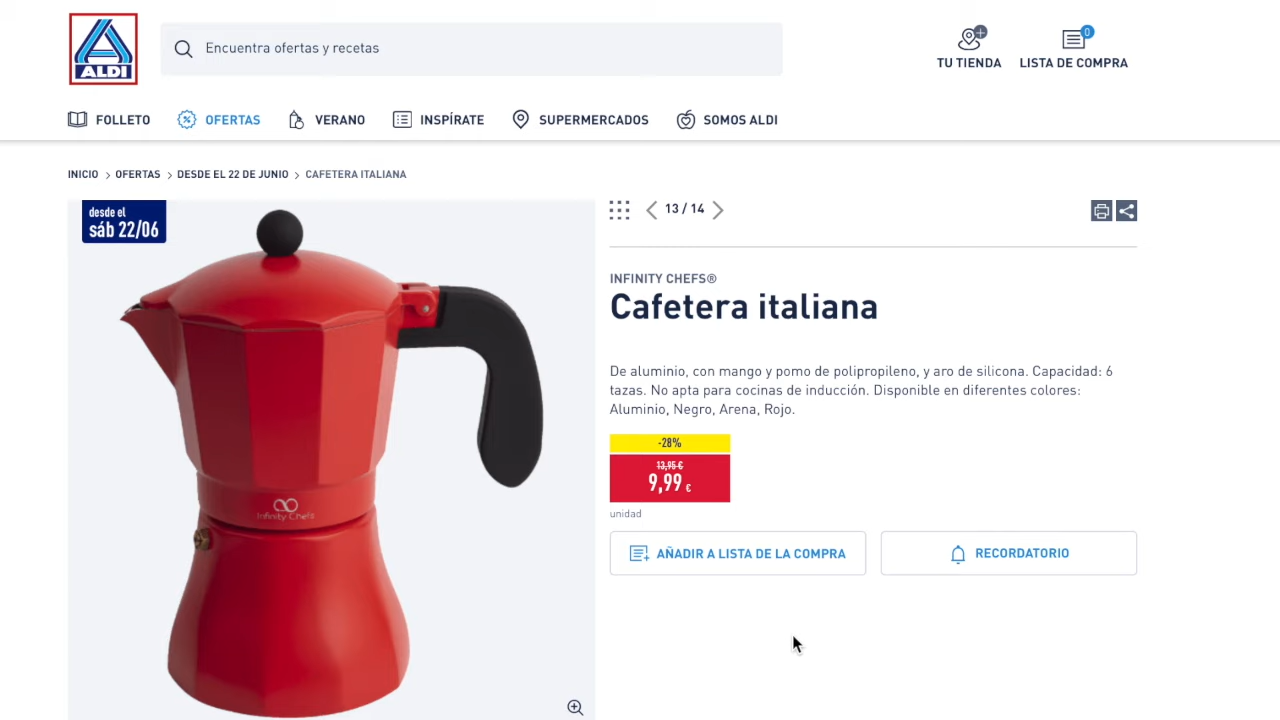 ALDI
Encuentra ofertas y recetas
0
TU TIENDA
LISTA DE COMPRA
FOLLETO
OFERTAS
VERANO
INSPÍRATE
SUPERMERCADOS
SOMOS ALDI
INICIO > OFERTAS > DESDE EL 22 DE JUNIO > CAFETERA ITALIANA
desde el
sáb 22/06
13 / 14
INFINITY CHEFS®
Cafetera italiana
De aluminio, con mango y pomo de polipropileno, y aro de silicona. Capacidad: 6
tazas. No apta para cocinas de inducción. Disponible en diferentes colores:
Aluminio, Negro, Arena, Rojo.
-28%
13,95 €
9,99 €
unidad
AÑADIR A LISTA DE LA COMPRA
RECORDATORIO
Infinity Chefs